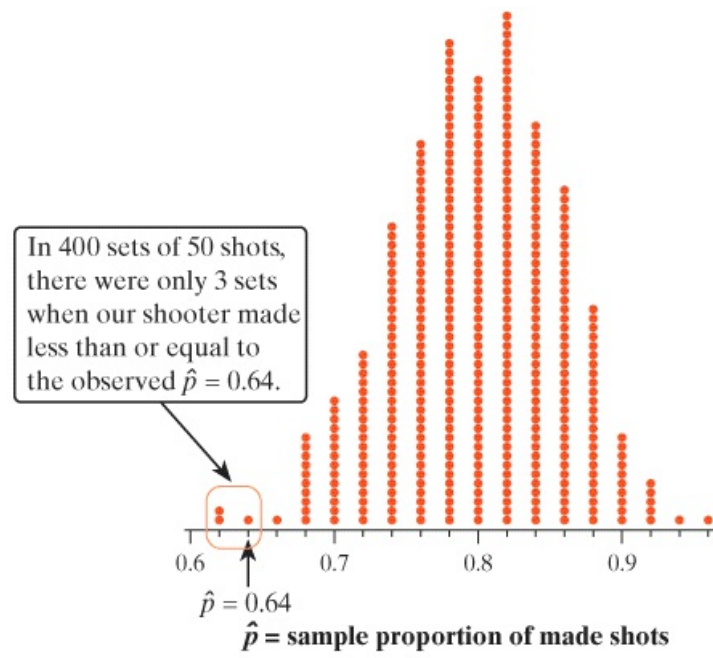 In 400 sets of 50 shots,
there were only 3 sets
when our shooter made
less than or equal to
the observed p̂ = 0.64.
0.6 0.7 0.8 0.9
p̂ = 0.64
p̂ = sample proportion of made shots